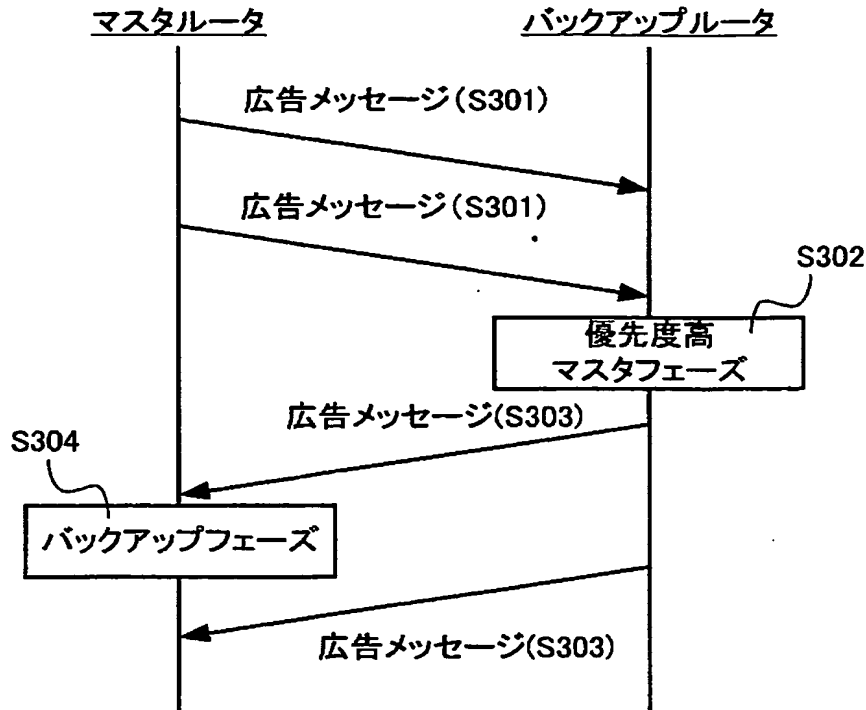 マスタルータ
バックアップルータ
広告メッセージ(S301)
広告メッセージ(S301)
S302
優先度高
マスタフェーズ
広告メッセージ(S303)
S304
バックアップフェーズ
広告メッセージ(S303)